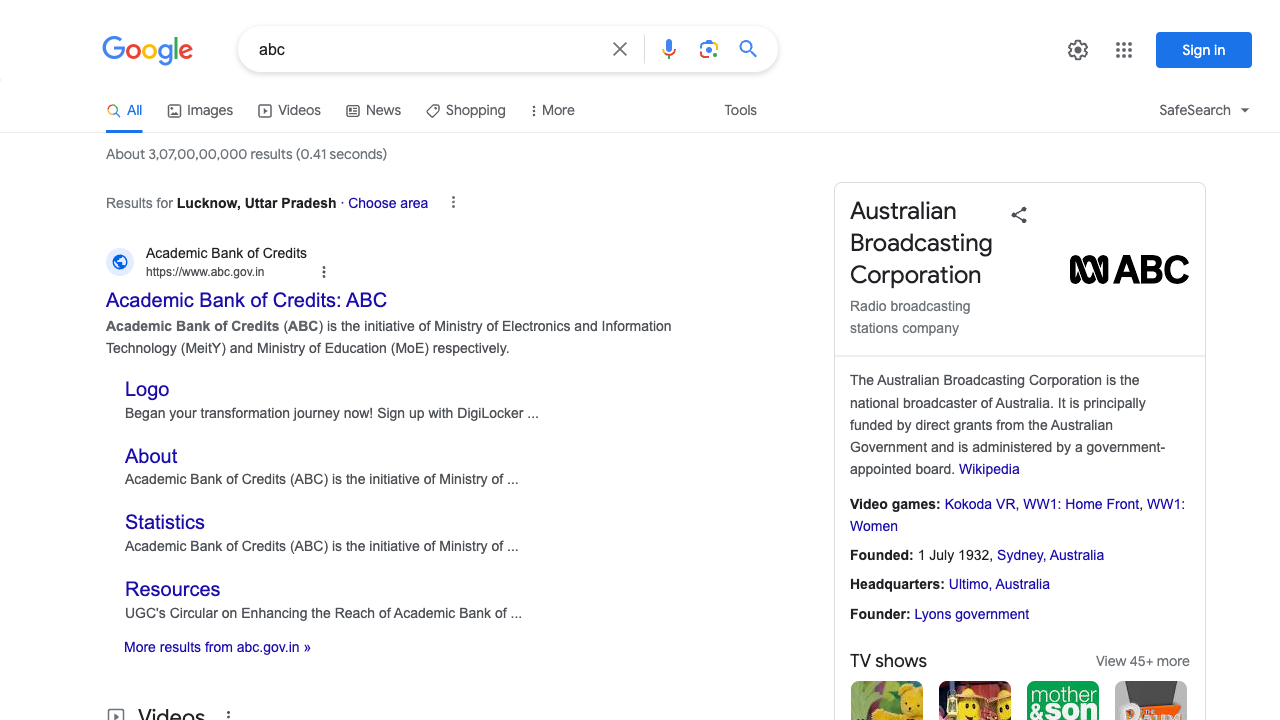 Google
abc
Sign in
All
Images
Videos
News
Shopping
More
Tools
SafeSearch
About 3,07,00,00,000 results (0.41 seconds)
Results for Lucknow, Uttar Pradesh · Choose area
Academic Bank of Credits
https://www.abc.gov.in
Academic Bank of Credits: ABC
Academic Bank of Credits (ABC) is the initiative of Ministry of Electronics and Information
Technology (MeitY) and Ministry of Education (MoE) respectively.
Logo
Began your transformation journey now! Sign up with DigiLocker ...
About
Academic Bank of Credits (ABC) is the initiative of Ministry of ...
Statistics
Academic Bank of Credits (ABC) is the initiative of Ministry of ...
Resources
UGC's Circular on Enhancing the Reach of Academic Bank of ...
More results from abc.gov.in »
Videos
Australian
Broadcasting
Corporation
Radio broadcasting
stations company
ABC
The Australian Broadcasting Corporation is the
national broadcaster of Australia. It is principally
funded by direct grants from the Australian
Government and is administered by a government-
appointed board. Wikipedia
Video games: Kokoda VR, WW1: Home Front, WW1:
Women
Founded: 1 July 1932, Sydney, Australia
Headquarters: Ultimo, Australia
Founder: Lyons government
TV shows
View 45+ more
mother
&son